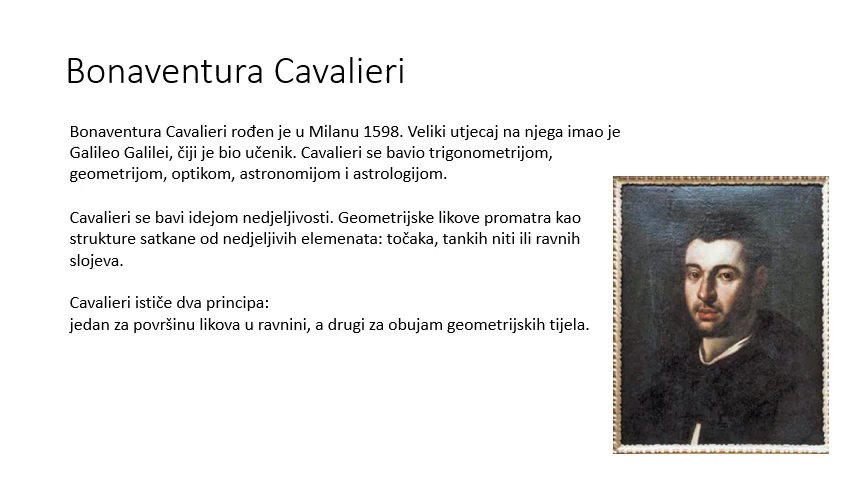 Bonaventura Cavalieri
Bonaventura Cavalieri rođen je u Milanu 1598. Veliki utjecaj na njega imao je
Galileo Galilei, čiji je bio učenik. Cavalieri se bavio trigonometrijom,
geometrijom, optikom, astronomijom i astrologijom.
Cavalieri se bavi idejom nedjeljivosti. Geometrijske likove promatra kao
strukture satkane od nedjeljivih elemenata: točaka, tankih niti ili ravnih
slojeva.
Cavalieri ističe dva principa:
jedan za površinu likova u ravnini, a drugi za obujam geometrijskih tijela.